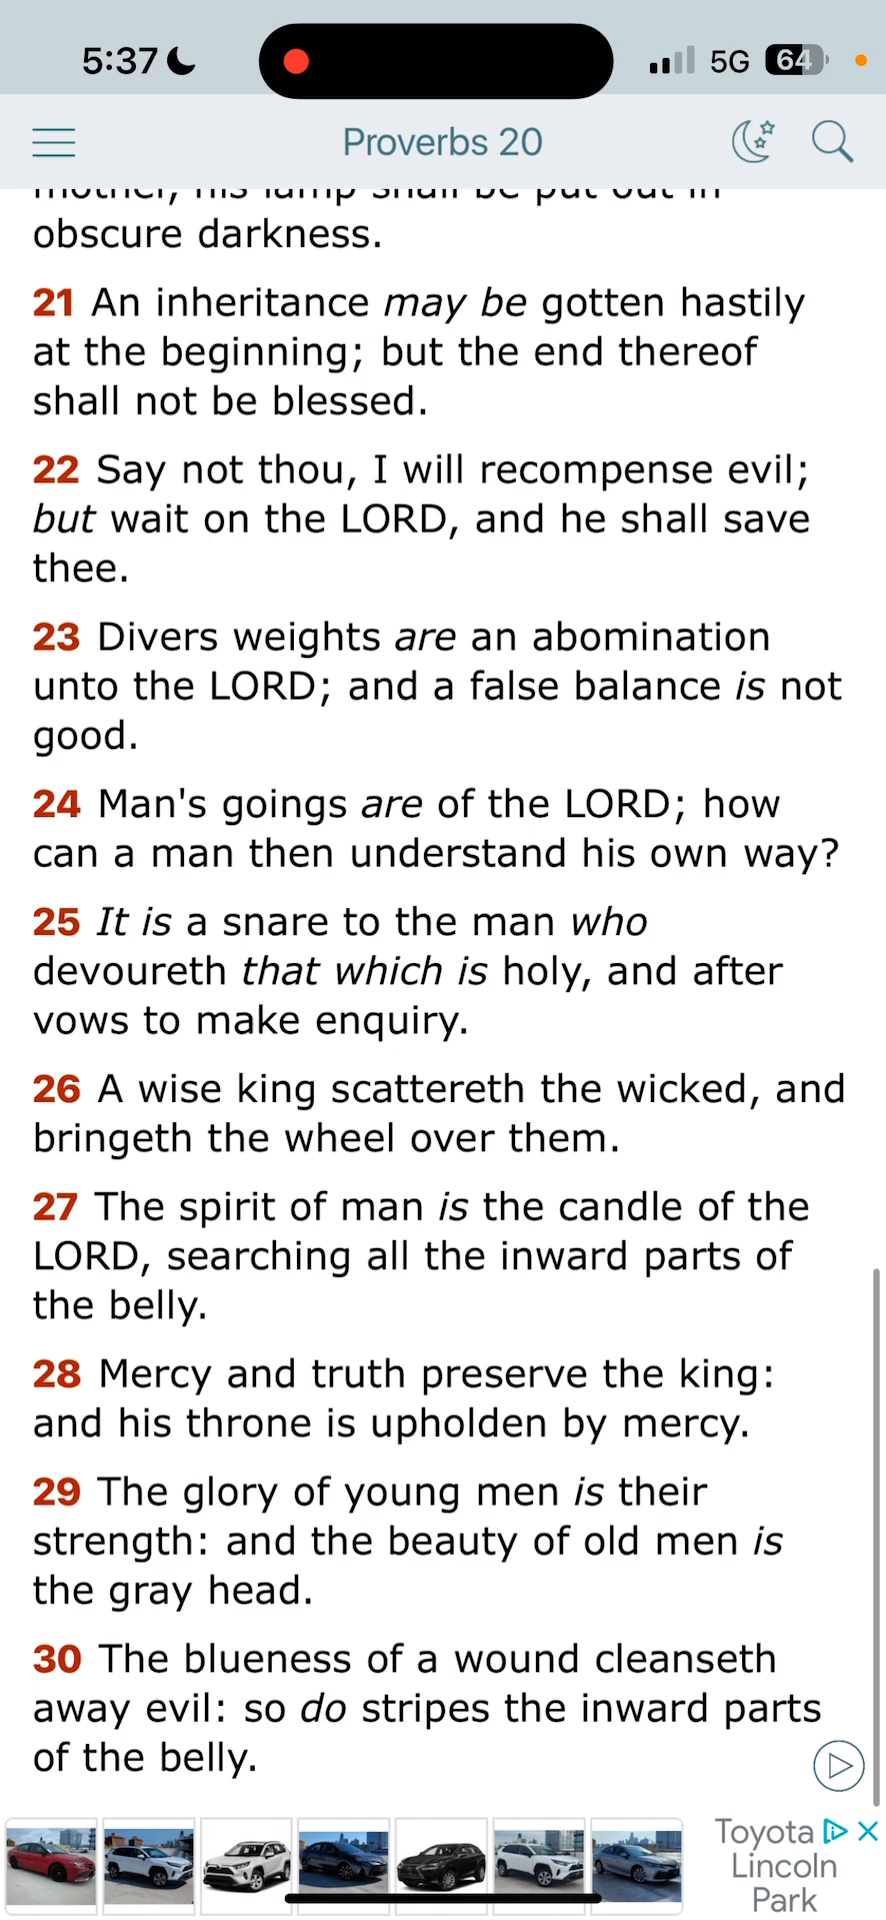 5:37
5G 64
Proverbs 20
mother, his lamp shall be put out in
obscure darkness.
21 An inheritance may be gotten hastily
at the beginning; but the end thereof
shall not be blessed.
22 Say not thou, I will recompense evil;
but wait on the LORD, and he shall save
thee.
23 Divers weights are an abomination
unto the LORD; and a false balance is not
good.
24 Man's goings are of the LORD; how
can a man then understand his own way?
25 It is a snare to the man who
devoureth that which is holy, and after
vows to make enquiry.
26 A wise king scattereth the wicked, and
bringeth the wheel over them.
27 The spirit of man is the candle of the
LORD, searching all the inward parts of
the belly.
28 Mercy and truth preserve the king:
and his throne is upholden by mercy.
29 The glory of young men is their
strength: and the beauty of old men is
the gray head.
30 The blueness of a wound cleanseth
away evil: so do stripes the inward parts
of the belly.
Toyota
Lincoln
Park